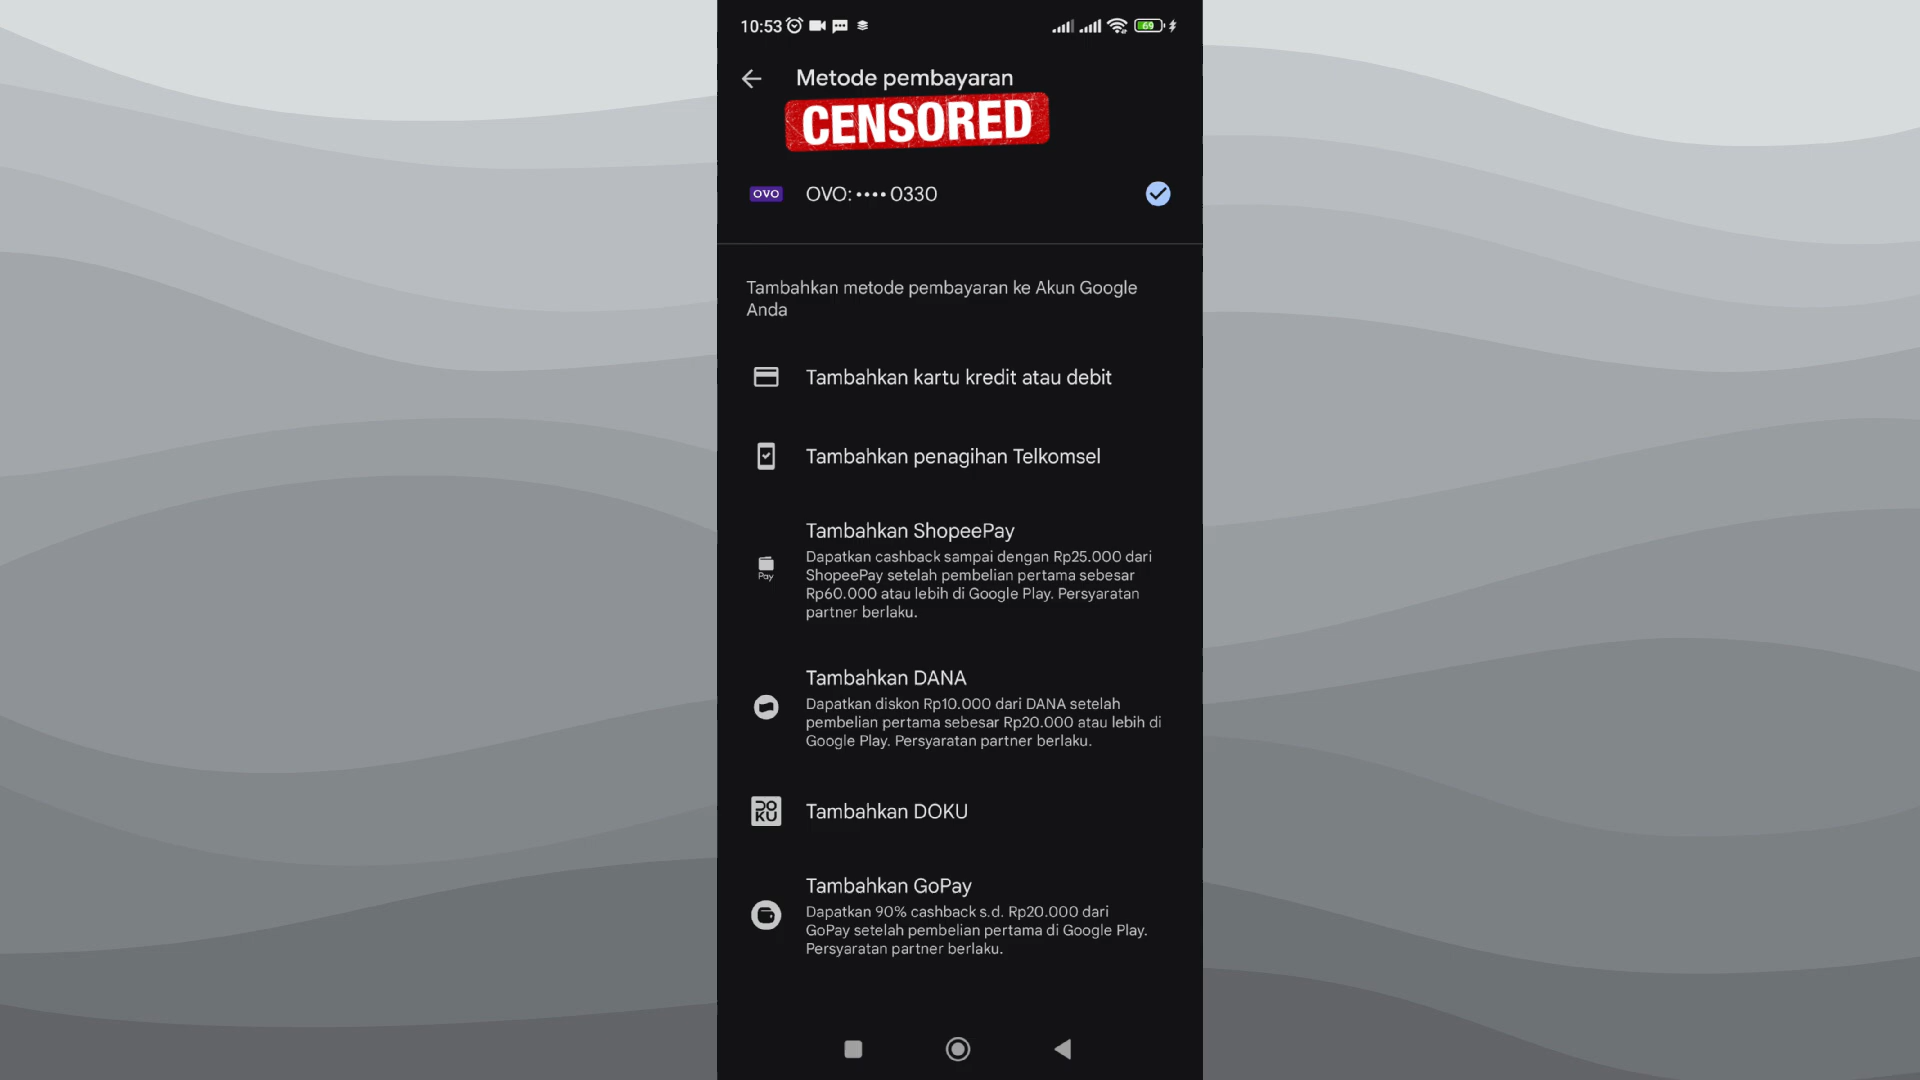 10:53
69
Metode pembayaran
CENSORED
OVO
OVO: •••• 0330
Tambahkan metode pembayaran ke Akun Google
Anda
Tambahkan kartu kredit atau debit
Tambahkan penagihan Telkomsel
Tambahkan ShopeePay
Pay
Dapatkan cashback sampai dengan Rp25.000 dari
ShopeePay setelah pembelian pertama sebesar
Rp60.000 atau lebih di Google Play. Persyaratan
partner berlaku.
Tambahkan DANA
Dapatkan diskon Rp10.000 dari DANA setelah
pembelian pertama sebesar Rp20.000 atau lebih di
Google Play. Persyaratan partner berlaku.
DO
KU
Tambahkan DOKU
Tambahkan GoPay
Dapatkan 90% cashback s.d. Rp20.000 dari
GoPay setelah pembelian pertama di Google Play.
Persyaratan partner berlaku.